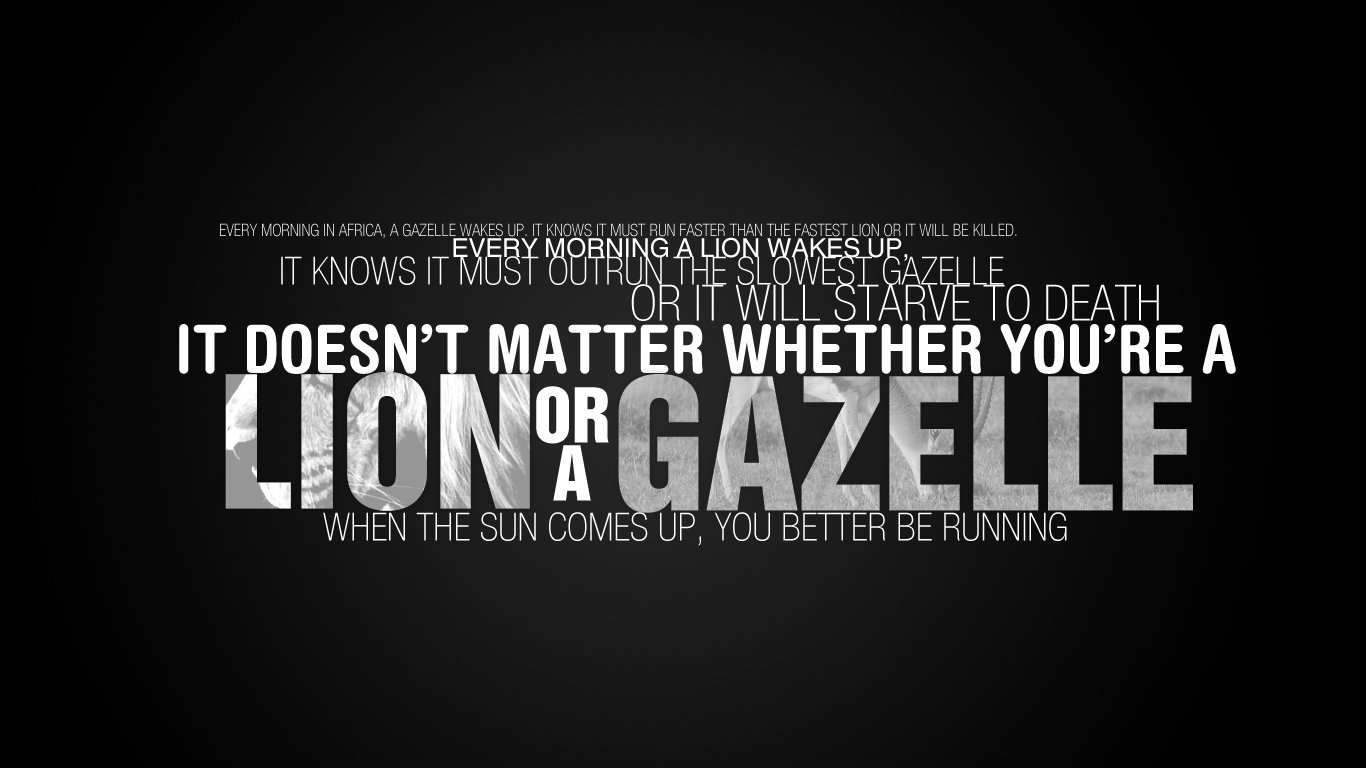 EVERY MORNING IN AFRICA, A GAZELLE WAKES UP. IT KNOWS IT MUST RUN FASTER THAN THE FASTEST LION OR IT WILL BE KILLED.
EVERY MORNING A LION WAKES UP,
IT KNOWS IT MUST OUTRUN THE SLOWEST GAZELLE
OR IT WILL STARVE TO DEATH
IT DOESN'T MATTER WHETHER YOU'RE A
LION OR A GAZELLE
WHEN THE SUN COMES UP, YOU BETTER BE RUNNING